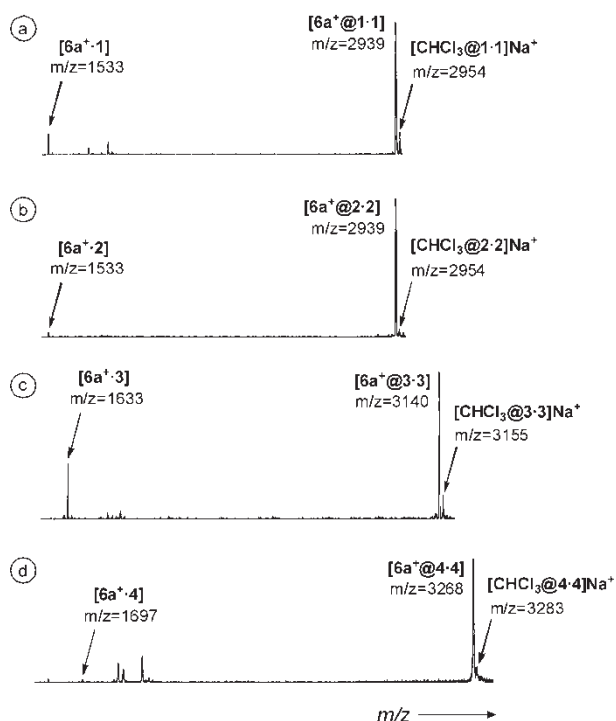 a
[6a⁺·1]
m/z=1533
[6a⁺@1·1]
m/z=2939
[CHCl₃@1·1]Na⁺
m/z=2954
b
[6a⁺·2]
m/z=1533
[6a⁺@2·2]
m/z=2939
[CHCl₃@2·2]Na⁺
m/z=2954
c
[6a⁺·3]
m/z=1633
[6a⁺@3·3]
m/z=3140
[CHCl₃@3·3]Na⁺
m/z=3155
d
[6a⁺·4]
m/z=1697
[6a⁺@4·4]
m/z=3268
[CHCl₃@4·4]Na⁺
m/z=3283
m/z